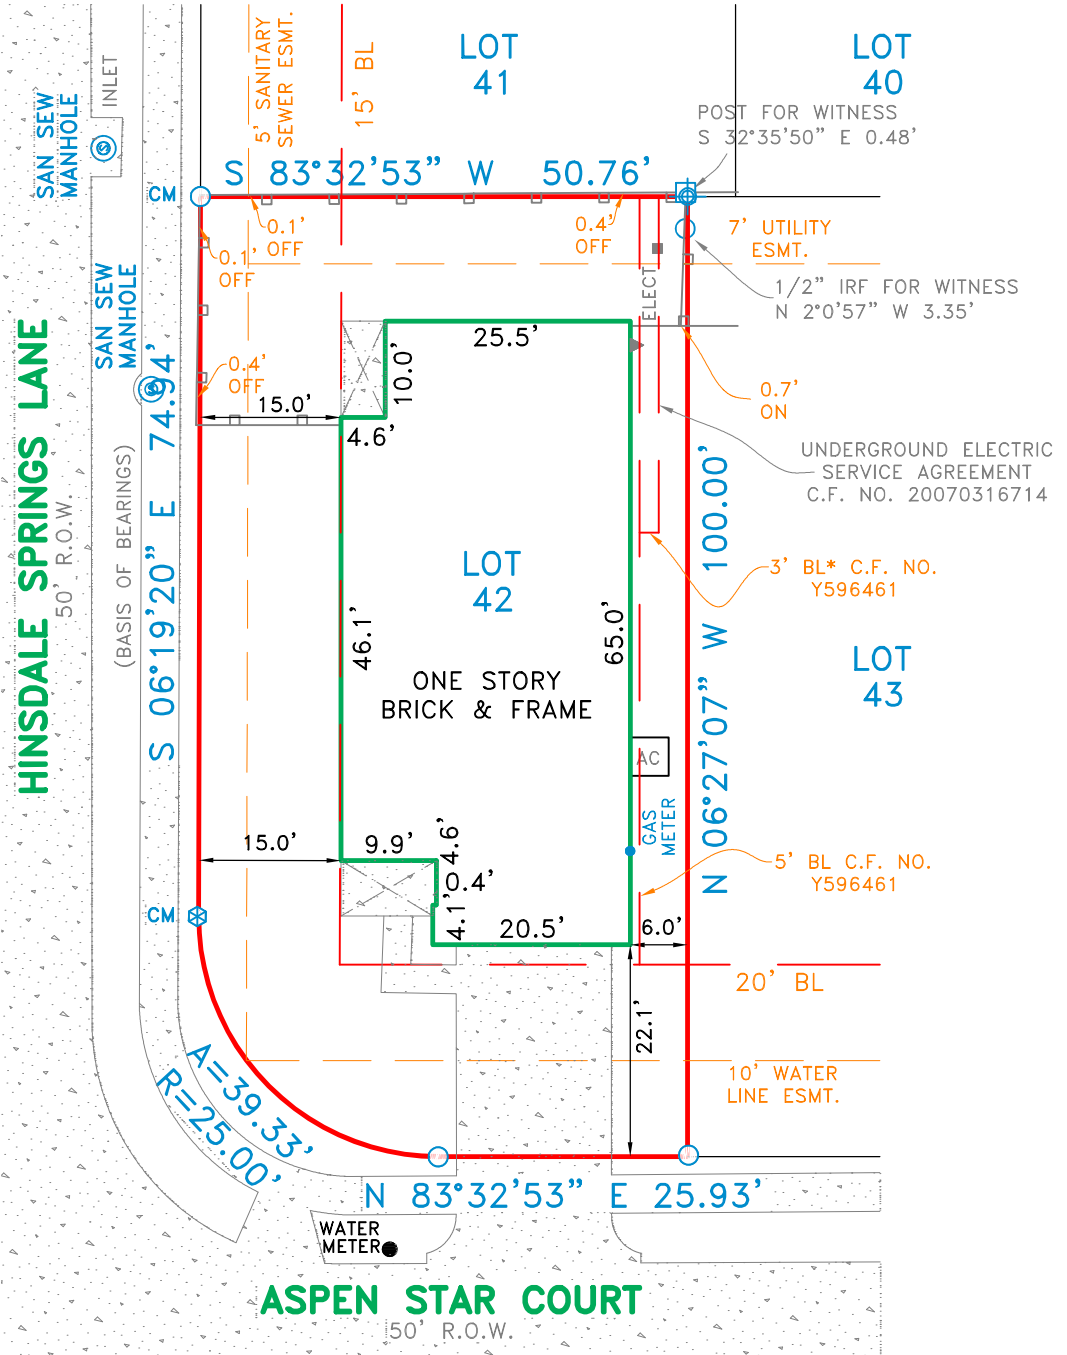 5' SANITARY
SEWER ESMT.
15' BL
LOT
41
LOT
40
INLET
SAN SEW
MANHOLE
POST FOR WITNESS
S 32°35'50" E 0.48'
CM
S 83°32'53" W 50.76'
0.1'
OFF
0.1'
OFF
0.4'
OFF
7' UTILITY
ESMT.
1/2" IRF FOR WITNESS
N 2°0'57" W 3.35'
ELECT
SAN SEW
MANHOLE
25.5'
10.0'
0.4'
OFF
15.0'
4.6'
0.7'
ON
UNDERGROUND ELECTRIC
SERVICE AGREEMENT
C.F. NO. 20070316714
HINSDALE SPRINGS LANE
50' R.O.W.
(BASIS OF BEARINGS)
S 06°19'20" E 74.94'
LOT
42
3' BL* C.F. NO.
Y596461
46.1'
65.0'
N 06°27'07" W 100.00'
LOT
43
ONE STORY
BRICK & FRAME
AC
GAS
METER
15.0'
9.9'
4.6'
0.4'
4.1'
5' BL C.F. NO.
Y596461
CM
20.5'
6.0'
20' BL
22.1'
A=39.33'
R=25.00'
10' WATER
LINE ESMT.
N 83°32'53" E 25.93'
WATER
METER
ASPEN STAR COURT
50' R.O.W.